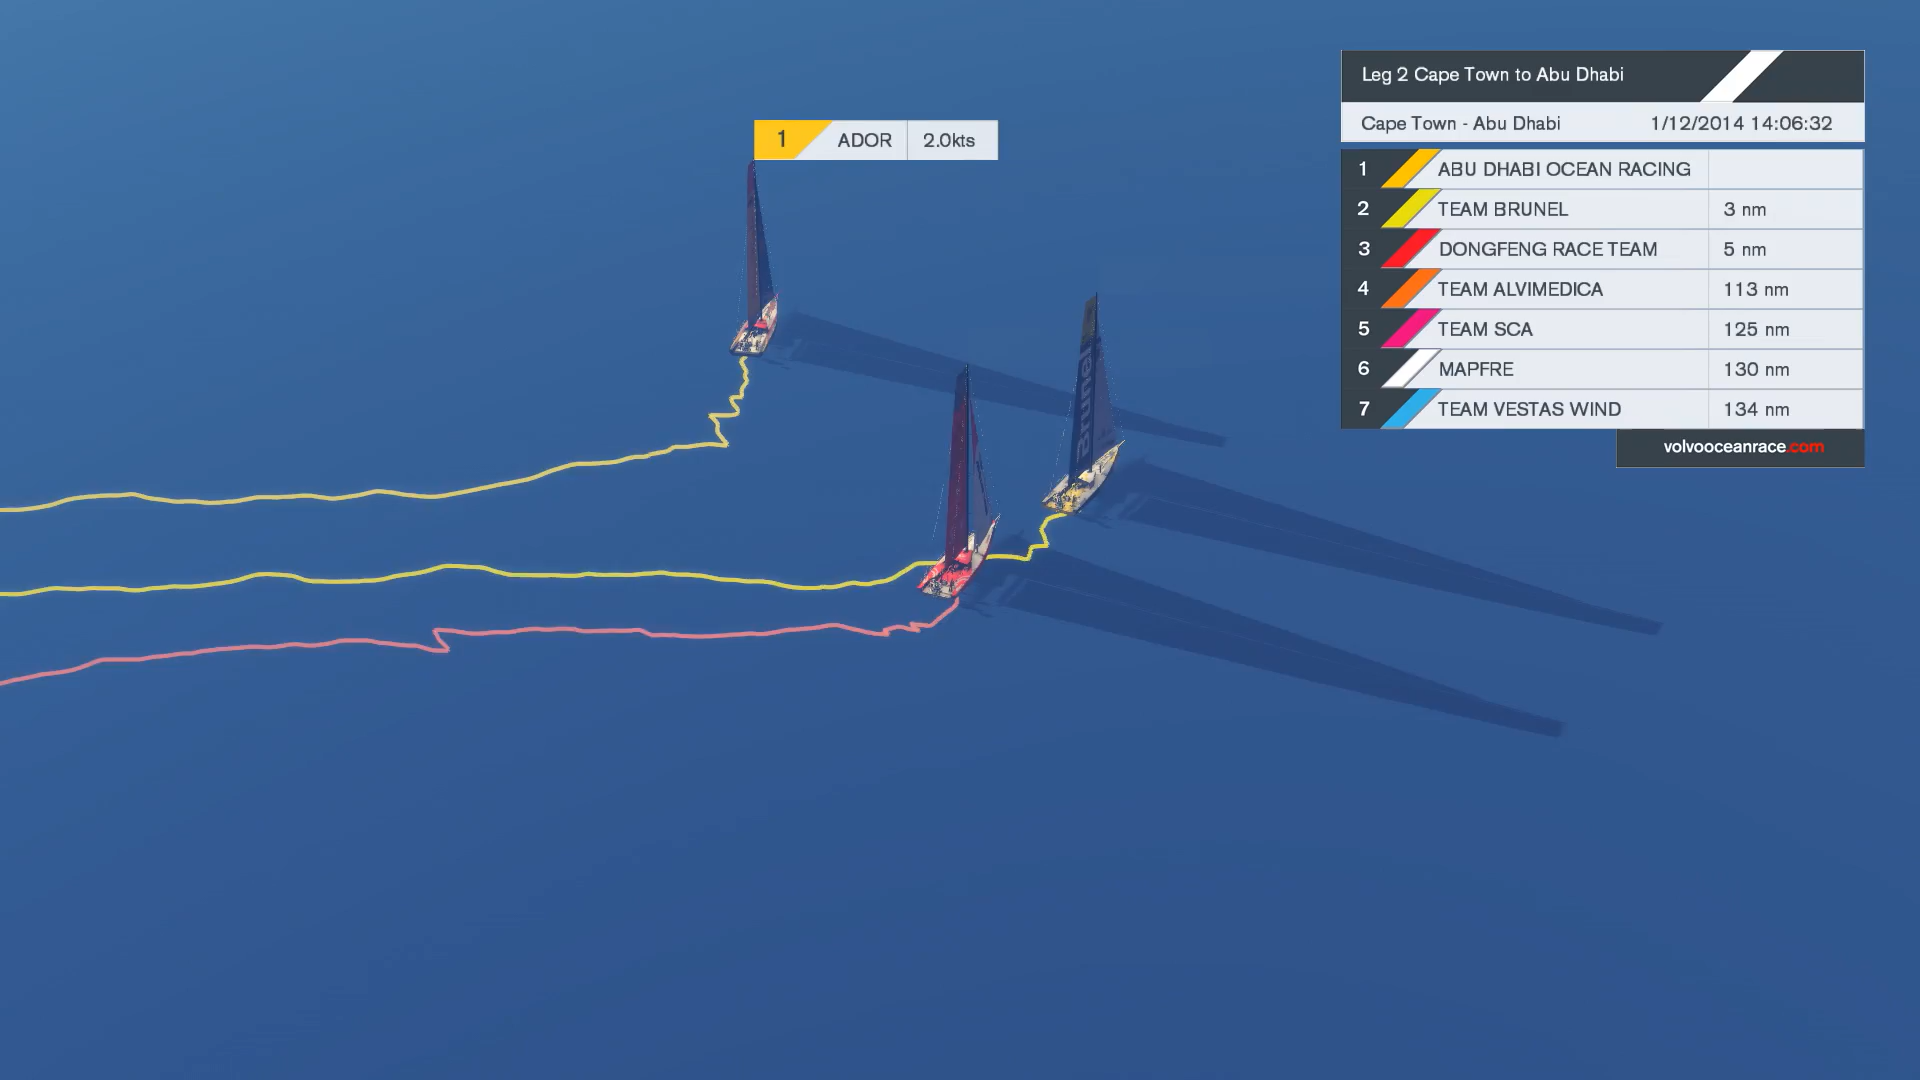 1 ADOR 2.0kts
Leg 2 Cape Town to Abu Dhabi
Cape Town - Abu Dhabi 1/12/2014 14:06:32
1 ABU DHABI OCEAN RACING
2 TEAM BRUNEL 3 nm
3 DONGFENG RACE TEAM 5 nm
4 TEAM ALVIMEDICA 113 nm
5 TEAM SCA 125 nm
6 MAPFRE 130 nm
7 TEAM VESTAS WIND 134 nm
volvooceanrace.com
Brunel